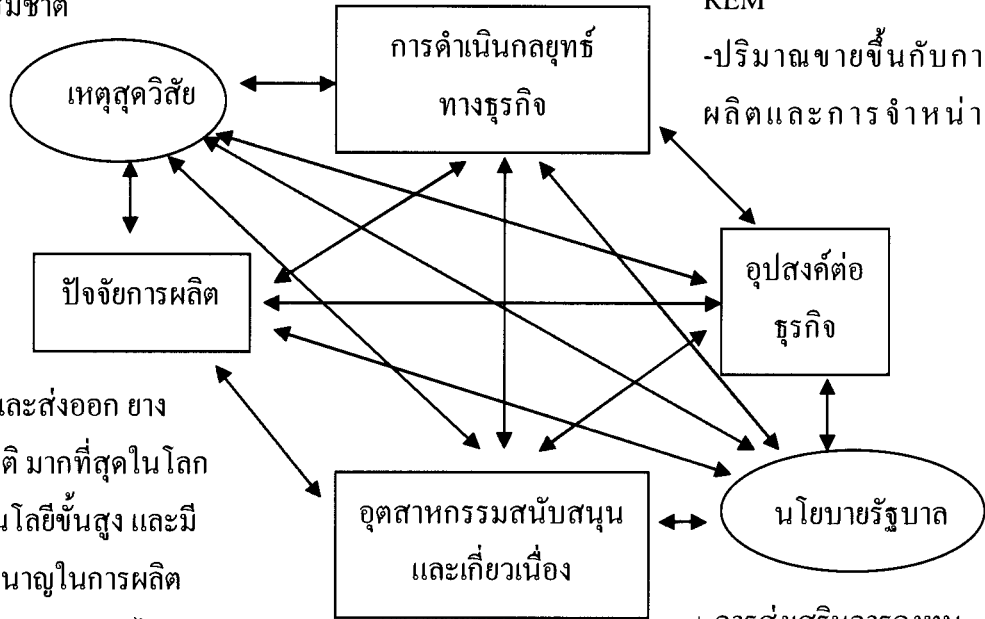 REM
การดำเนินกลยุทธ์
ทางธุรกิจ
-ปริมาณขายขึ้นกับกา
ผลิตและการจำหน่า
เหตุสุดวิสัย
ปัจจัยการผลิต
อุปสงค์ต่อ
ธุรกิจ
และส่งออก ยาง
ติ มากที่สุดในโลก
นโลยีขั้นสูง และมี
นาญในการผลิต
อุตสาหกรรมสนับสนุน
และเกี่ยวเนื่อง
นโยบายรัฐบาล